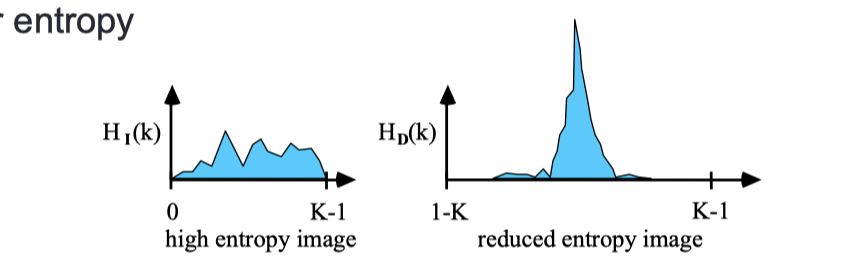 entropy
H_I(k)
0
K-1
high entropy image
H_D(k)
1-K
K-1
reduced entropy image